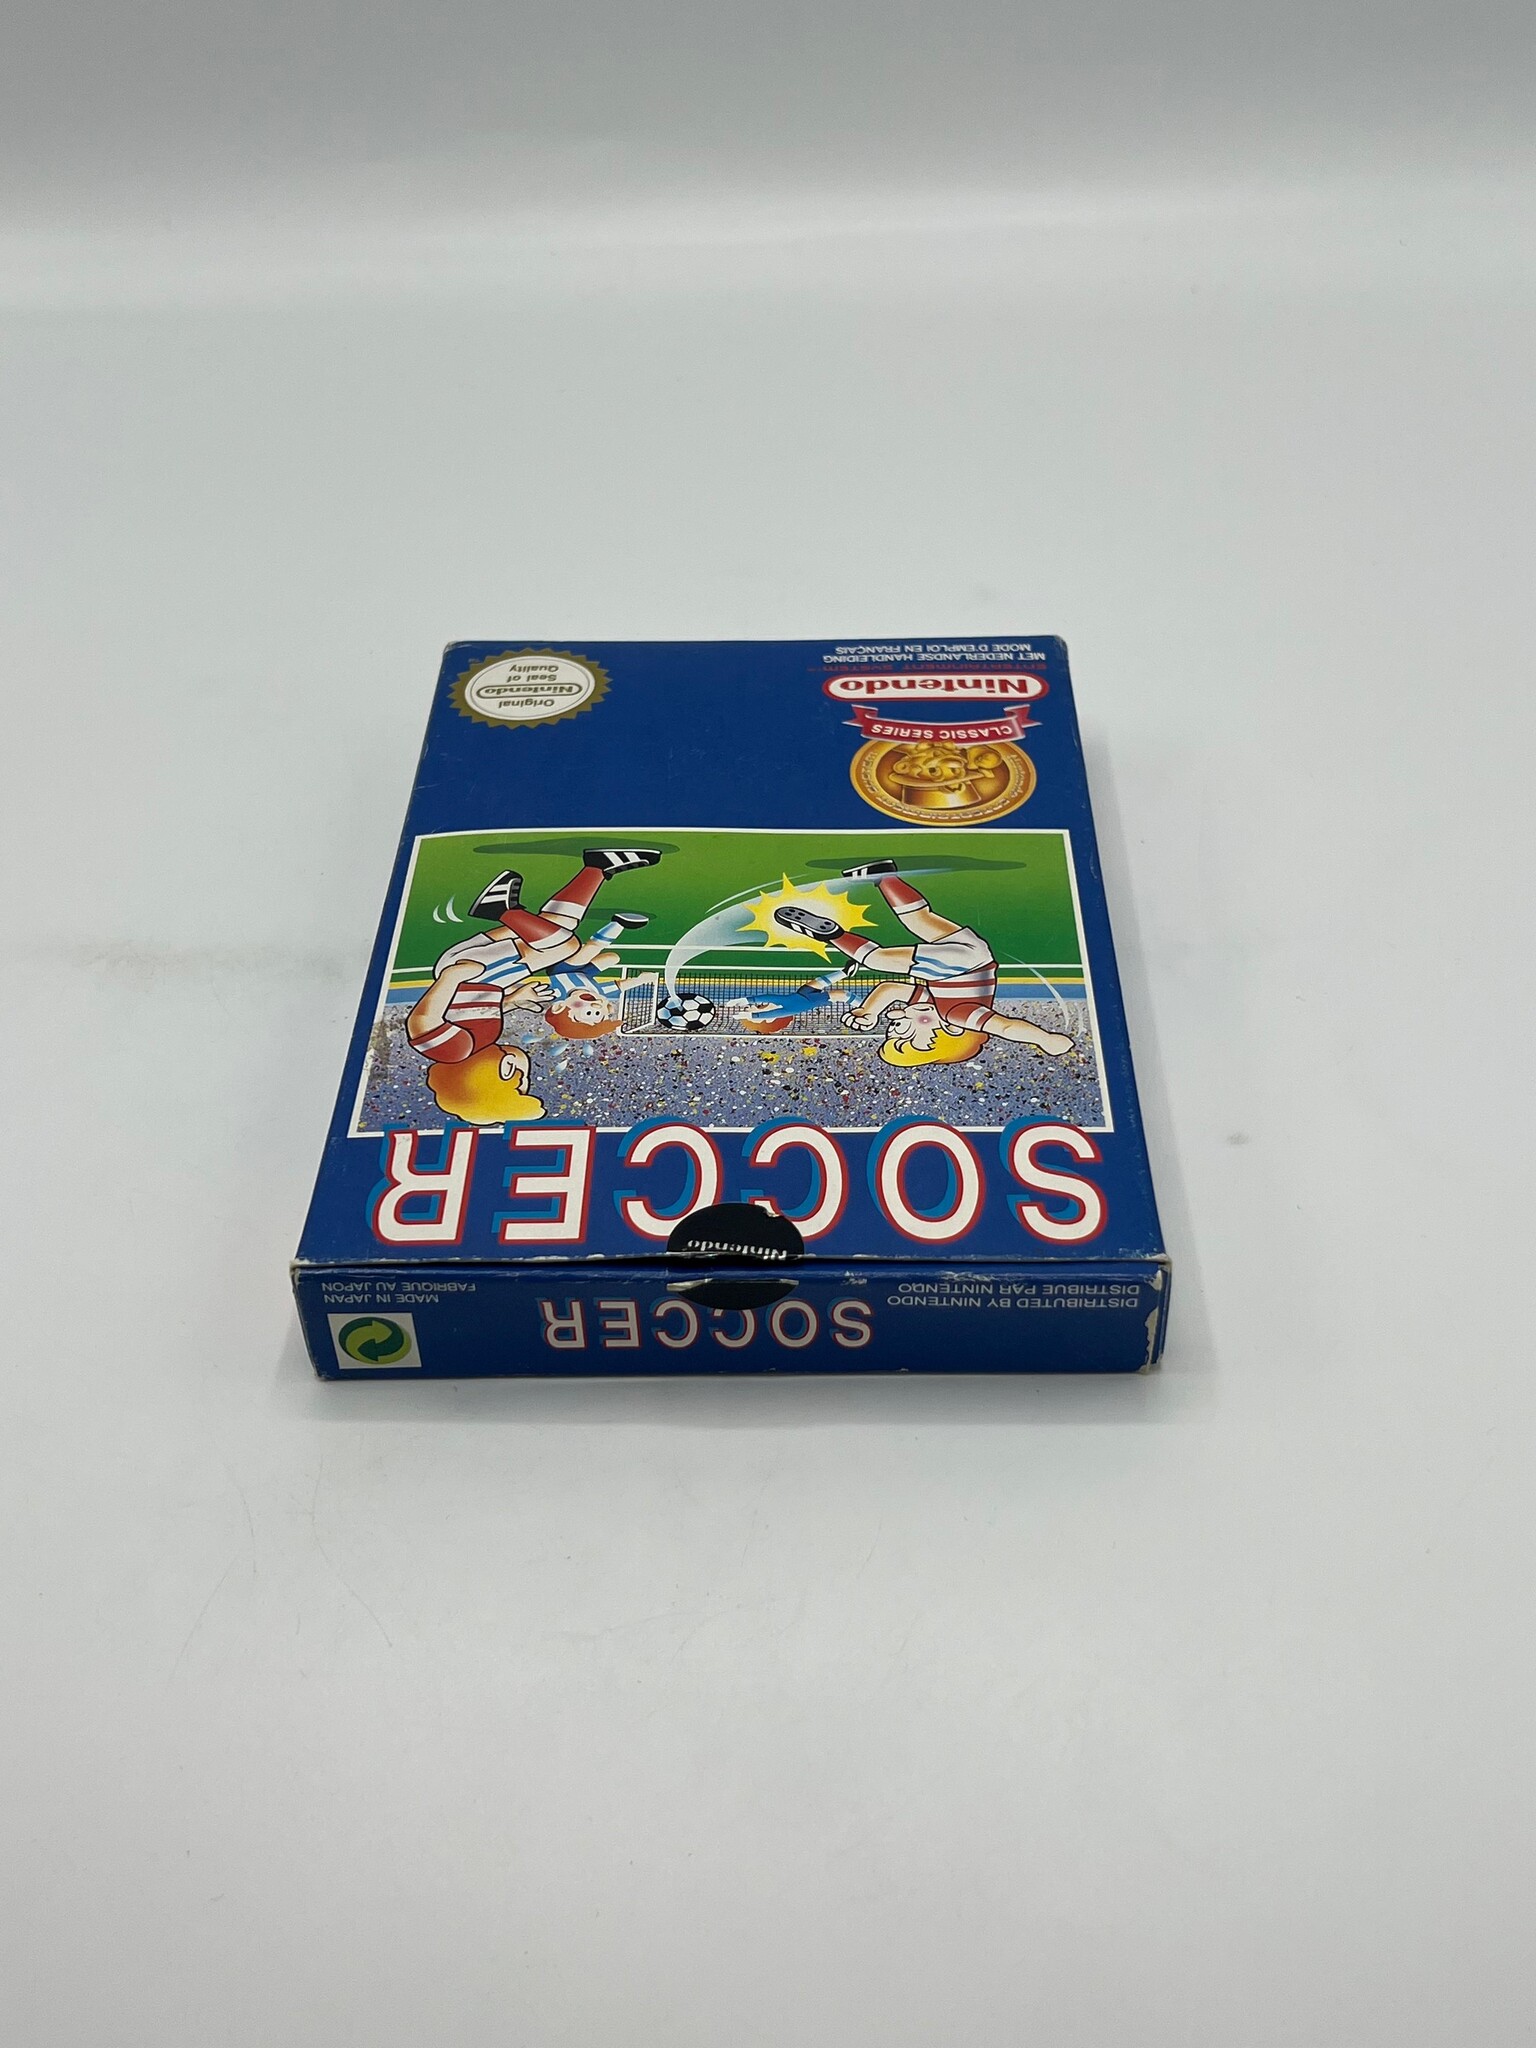 SOCCER
CLASSIC SERIES
Nintendo
ENTERTAINMENT SYSTEM™
MET NEDERLANDSE HANDLEIDING
MODE D'EMPLOI EN FRANÇAIS
Original
Nintendo
Seal of
Quality
Nintendo
SOCCER
DISTRIBUTED BY NINTENDO
DISTRIBUE PAR NINTENDO
MADE IN JAPAN
FABRIQUE AU JAPON